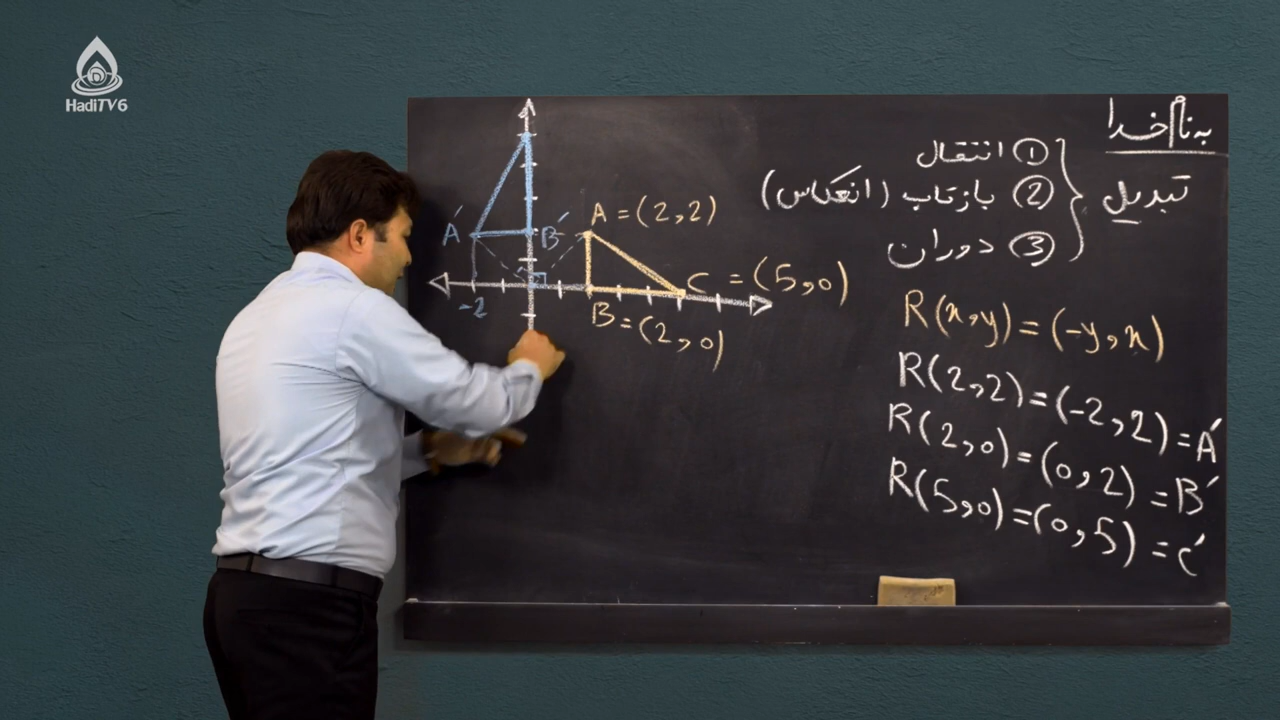 HadiTV6
به نام خدا
تبدیل
① انتقال
② بازتاب (انعکاس)
③ دوران
R(x,y)=(-y,x)
R(2,2)=(-2,2)=A′
R(2,0)=(0,2)=B′
R(5,0)=(0,5)=c′
A′
B′
A=(2,2)
C=(5,0)
B=(2,0)
-2